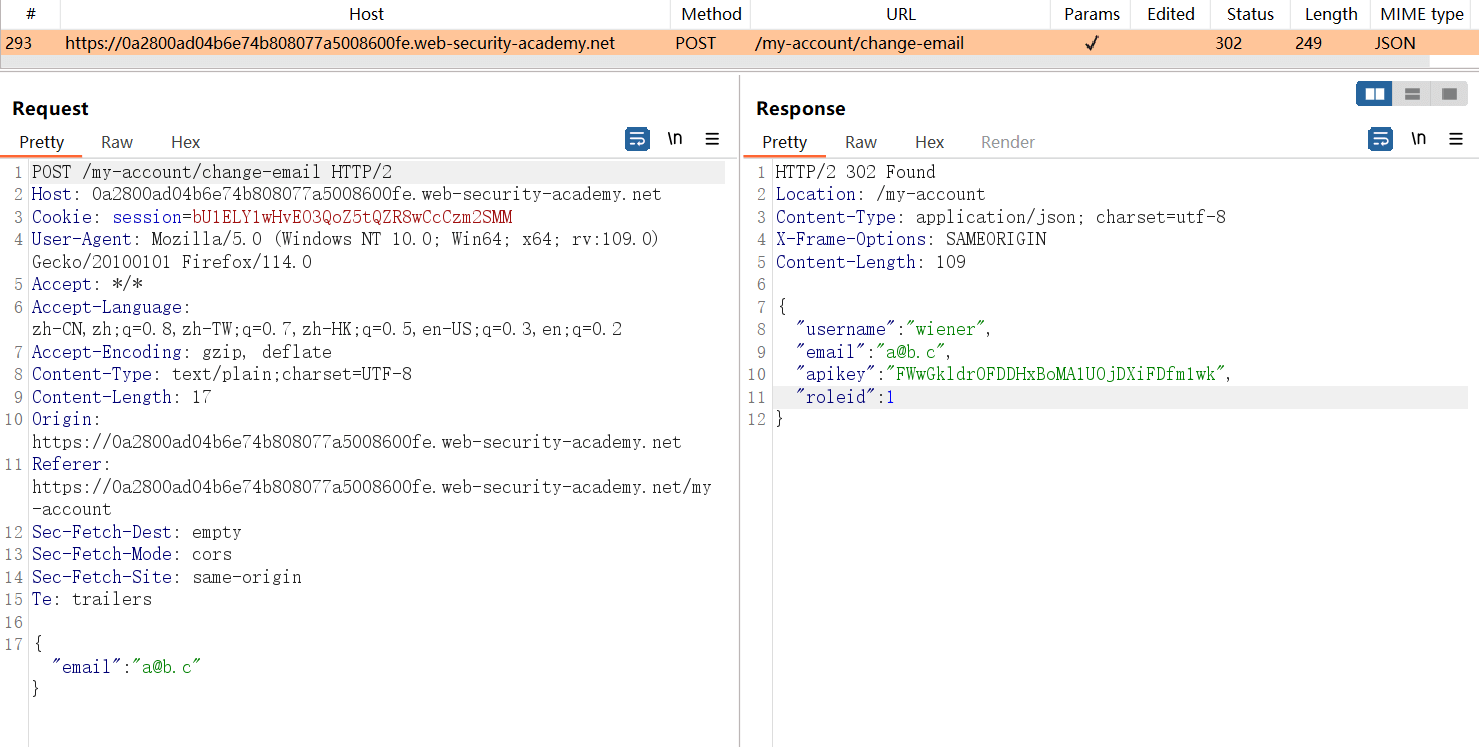 # Host Method URL Params Edited Status Length MIME type
293 https://0a2800ad04b6e74b808077a5008600fe.web-security-academy.net POST /my-account/change-email ✓ 302 249 JSON
Request
Pretty Raw Hex
\n
1 POST /my-account/change-email HTTP/2
2 Host: 0a2800ad04b6e74b808077a5008600fe.web-security-academy.net
3 Cookie: session=bU1ELY1wHvE03QoZ5tQZR8wCcCzm2SMM
4 User-Agent: Mozilla/5.0 (Windows NT 10.0; Win64; x64; rv:109.0)
Gecko/20100101 Firefox/114.0
5 Accept: */*
6 Accept-Language:
zh-CN,zh;q=0.8,zh-TW;q=0.7,zh-HK;q=0.5,en-US;q=0.3,en;q=0.2
7 Accept-Encoding: gzip, deflate
8 Content-Type: text/plain;charset=UTF-8
9 Content-Length: 17
10 Origin:
https://0a2800ad04b6e74b808077a5008600fe.web-security-academy.net
11 Referer:
https://0a2800ad04b6e74b808077a5008600fe.web-security-academy.net/my
-account
12 Sec-Fetch-Dest: empty
13 Sec-Fetch-Mode: cors
14 Sec-Fetch-Site: same-origin
15 Te: trailers
16
17 {
"email":"a@b.c"
}
Response
Pretty Raw Hex Render
\n
1 HTTP/2 302 Found
2 Location: /my-account
3 Content-Type: application/json; charset=utf-8
4 X-Frame-Options: SAMEORIGIN
5 Content-Length: 109
6
7 {
8 "username":"wiener",
9 "email":"a@b.c",
10 "apikey":"FWwGkldrOFDDHxBoMA1UOjDXiFDfm1wk",
11 "roleid":1
12 }